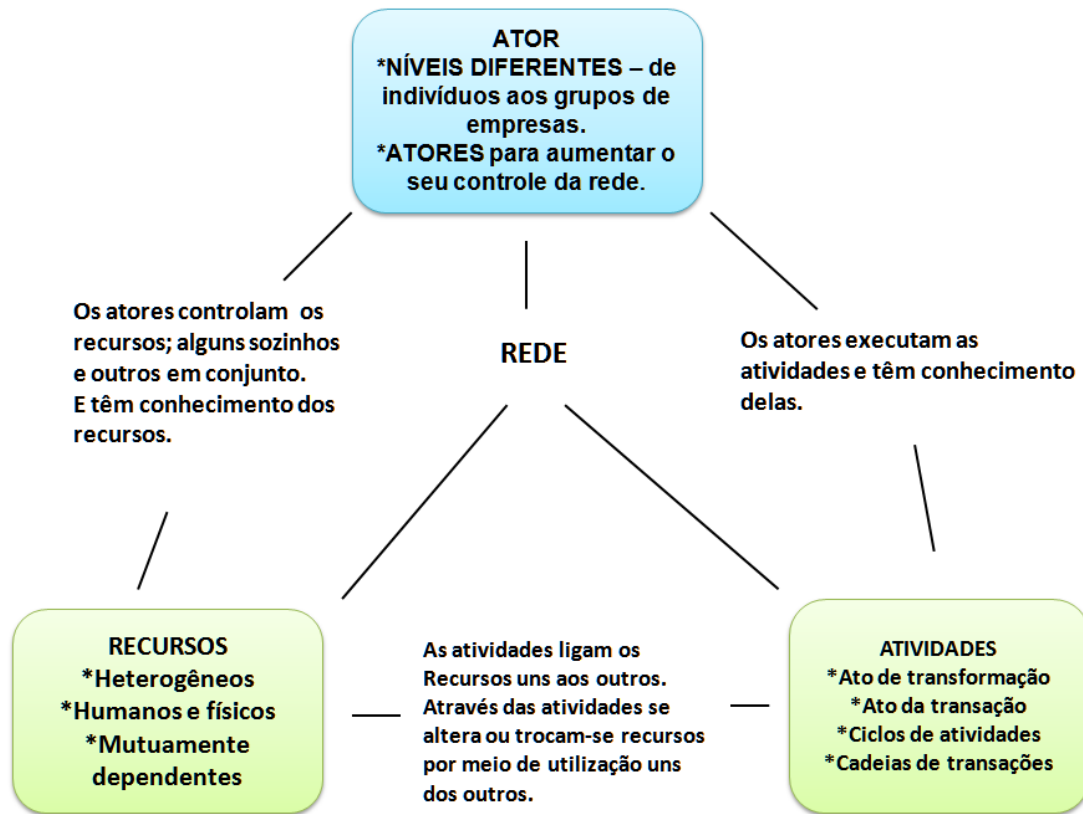 ATOR
*NÍVEIS DIFERENTES – de
indivíduos aos grupos de
empresas.
*ATORES para aumentar o
seu controle da rede.
Os atores controlam os
recursos; alguns sozinhos
e outros em conjunto.
E têm conhecimento dos
recursos.
REDE
Os atores executam as
atividades e têm conhecimento
delas.
RECURSOS
*Heterogêneos
*Humanos e físicos
*Mutuamente
dependentes
As atividades ligam os
Recursos uns aos outros.
Através das atividades se
altera ou trocam-se recursos
por meio de utilização uns
dos outros.
ATIVIDADES
*Ato de transformação
*Ato da transação
*Ciclos de atividades
*Cadeias de transações